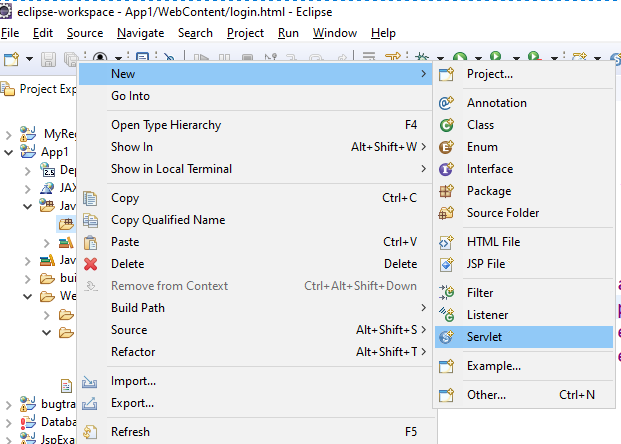 eclipse-workspace - App1/WebContent/login.html - Eclipse
File Edit Source Navigate Search Project Run Window Help
Project Exp
MyReg
App1
Dep
JAX
Java
Java
buil
We
bugtra
Databa
JspExa
New
Go Into
Open Type Hierarchy F4
Show In Alt+Shift+W
Show in Local Terminal
Copy Ctrl+C
Copy Qualified Name
Paste Ctrl+V
Delete Delete
Remove from Context Ctrl+Alt+Shift+Down
Build Path
Source Alt+Shift+S
Refactor Alt+Shift+T
Import...
Export...
Refresh F5
Project...
Annotation
Class
Enum
Interface
Package
Source Folder
HTML File
JSP File
Filter
Listener
Servlet
Example...
Other... Ctrl+N